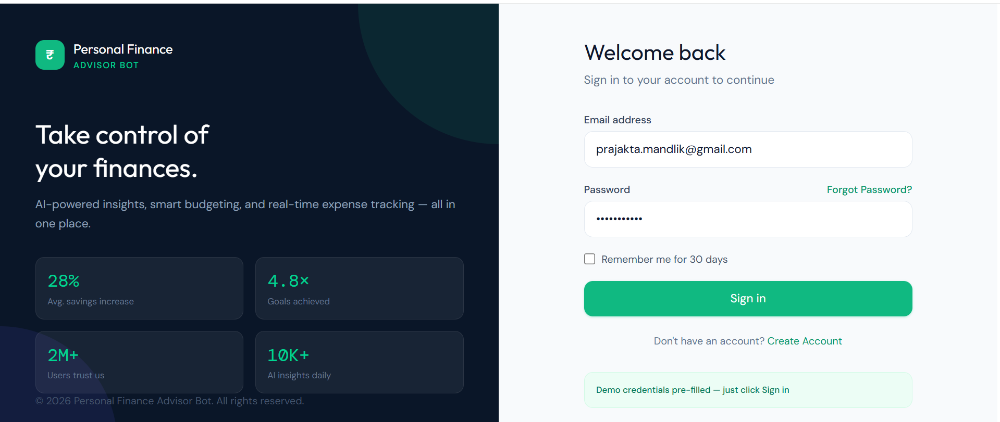 ₹
Personal Finance
ADVISOR BOT
Take control of
your finances.
AI-powered insights, smart budgeting, and real-time expense tracking — all in
one place.
28%
Avg. savings increase
4.8×
Goals achieved
2M+
Users trust us
10K+
AI insights daily
© 2026 Personal Finance Advisor Bot. All rights reserved.
Welcome back
Sign in to your account to continue
Email address
prajakta.mandlik@gmail.com
Password
Forgot Password?
•••••••••••
Remember me for 30 days
Sign in
Don't have an account? Create Account
Demo credentials pre-filled — just click Sign in